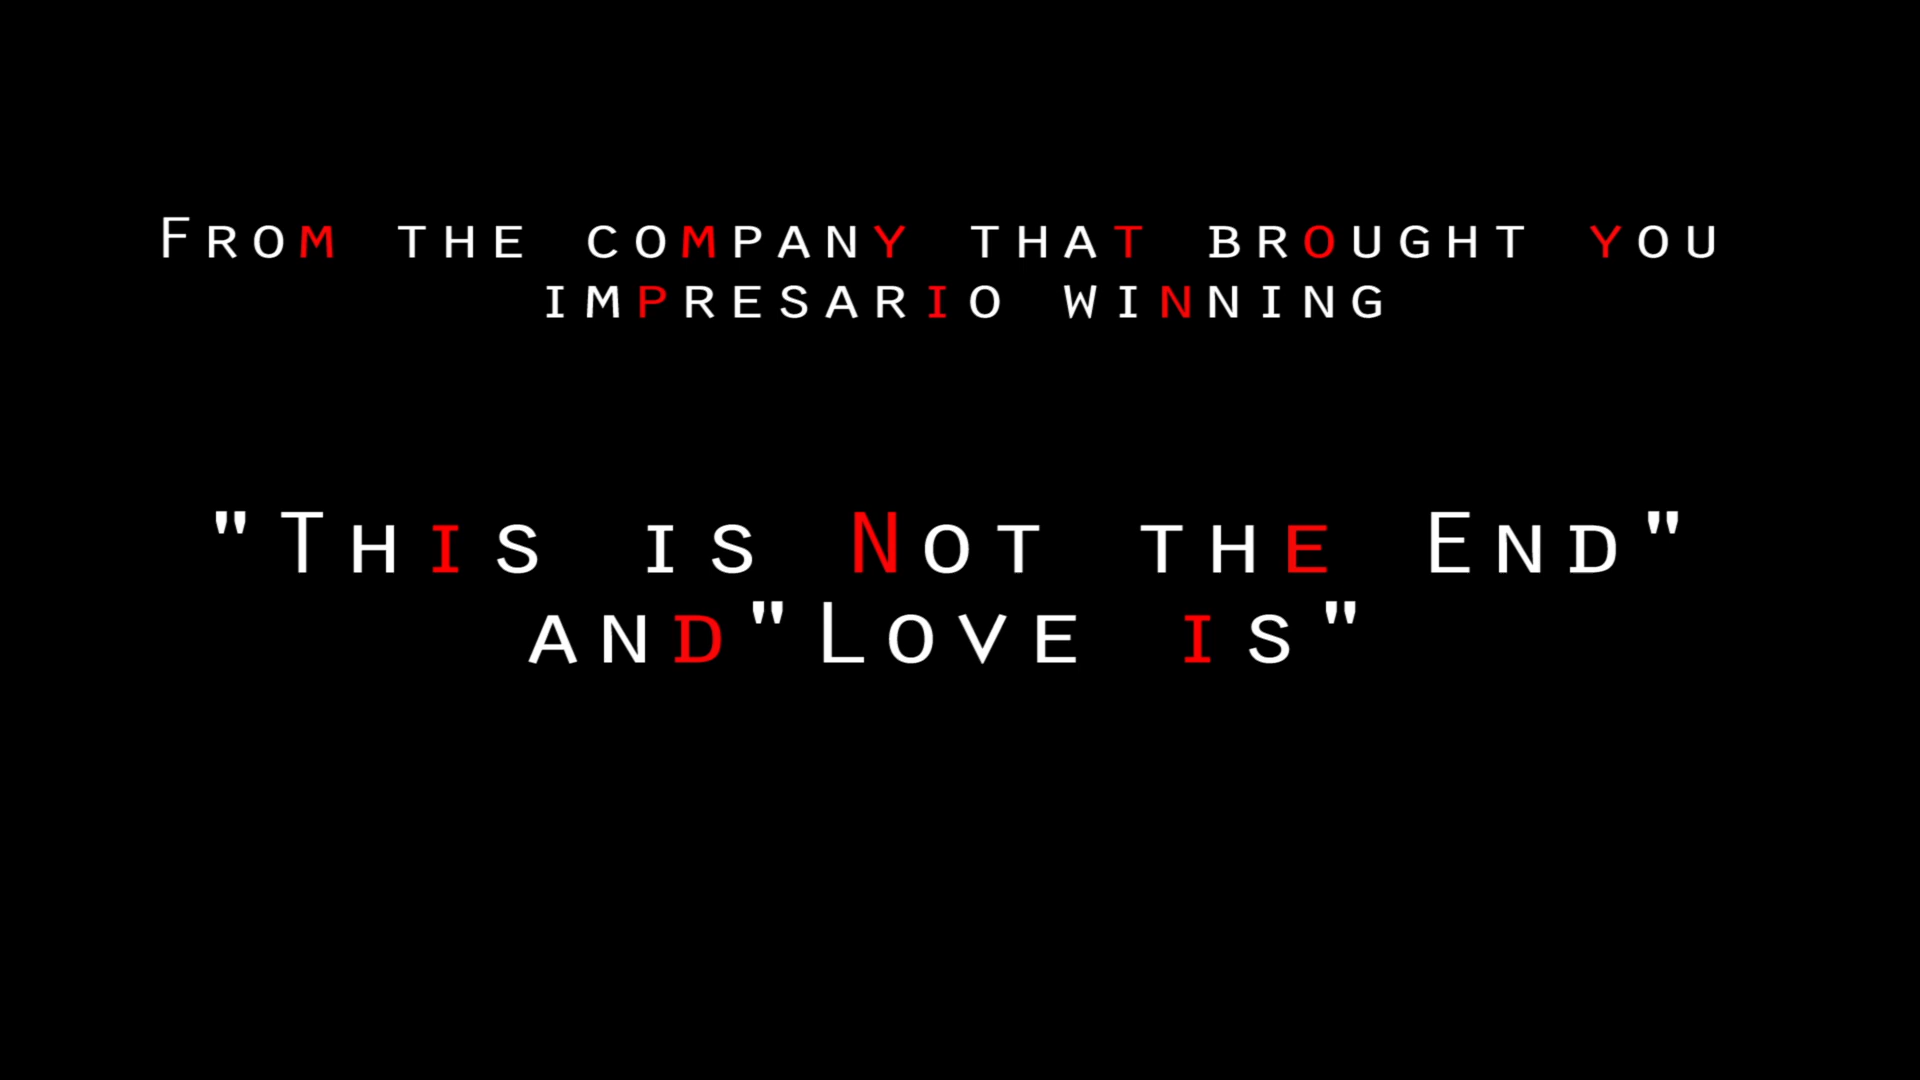 From the company that brought you
impresario winning
"This is Not the End"
and"Love is"